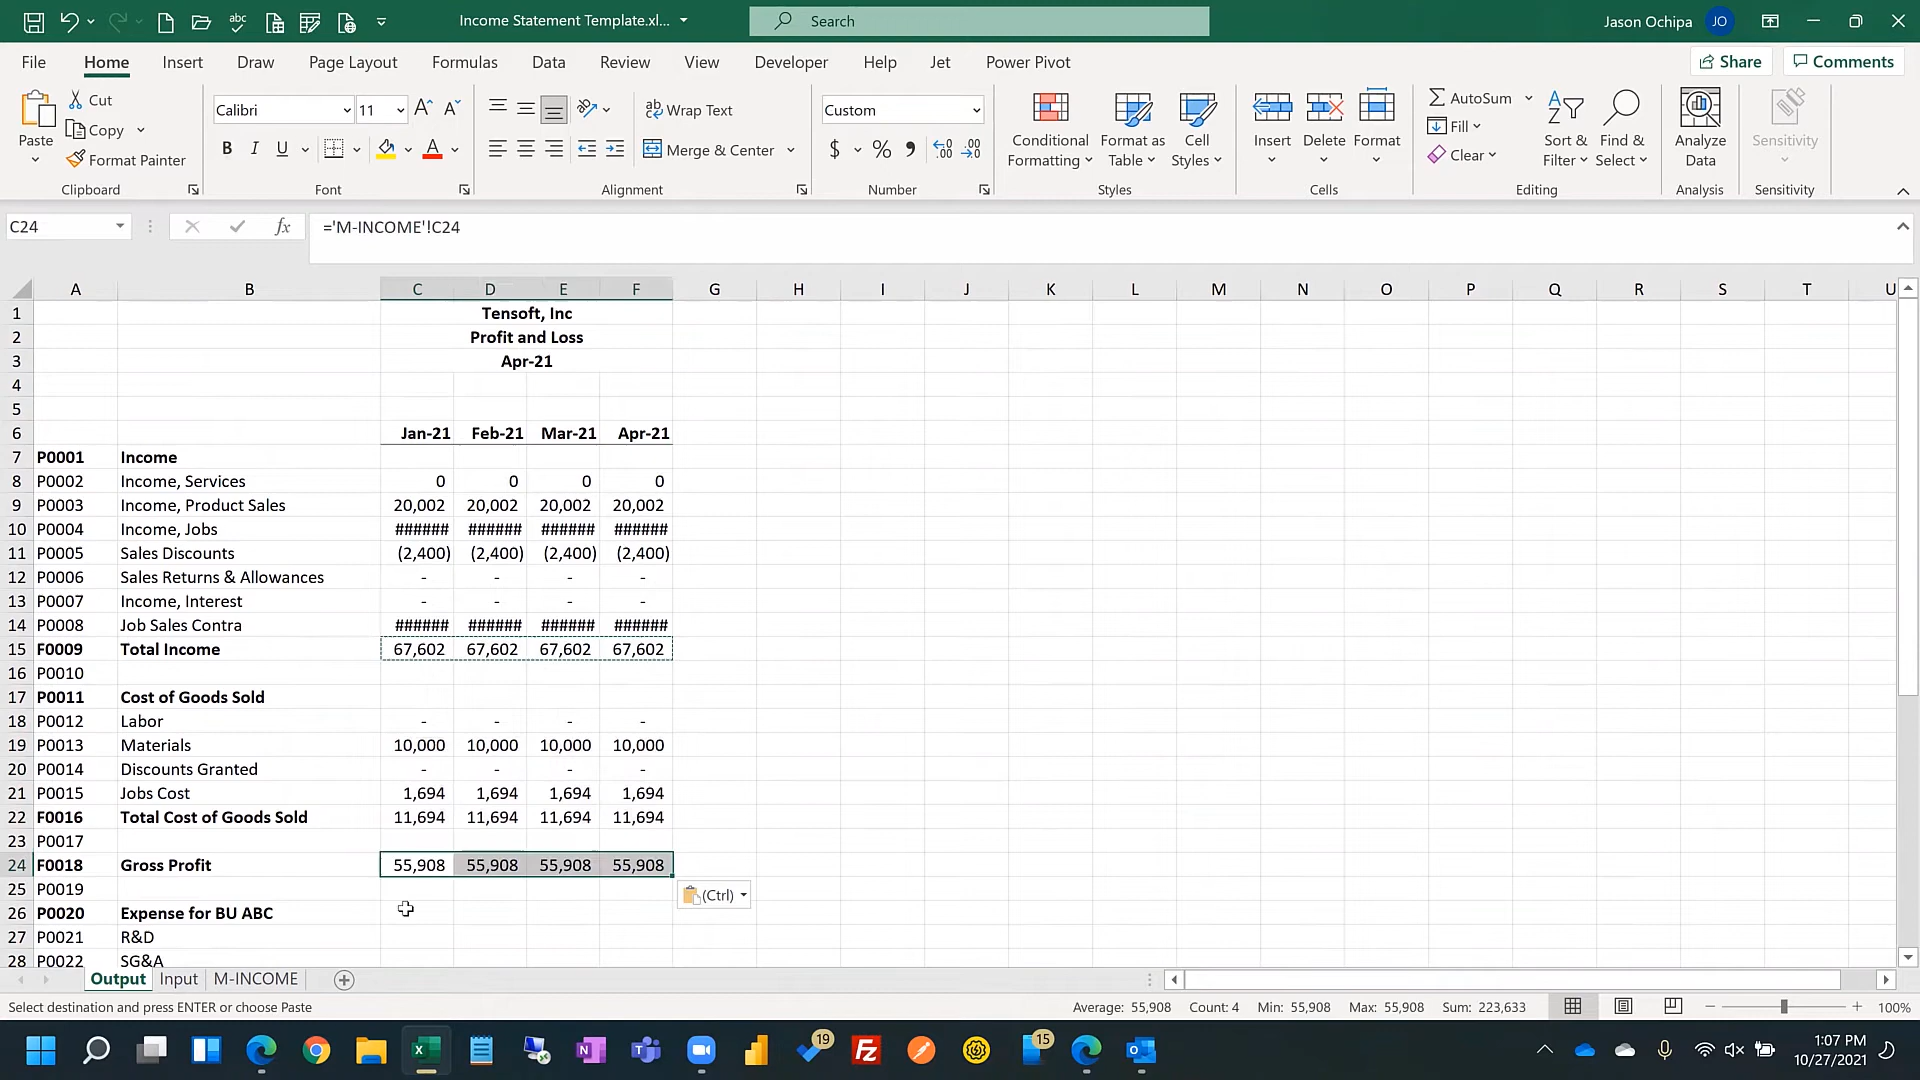 Income Statement Template.xl...
Search
Jason Ochipa
JO
File Home Insert Draw Page Layout Formulas Data Review View Developer Help Jet Power Pivot
Share Comments
Paste
Cut
Copy
Format Painter
Clipboard
Calibri 11 A A
B I U A
Font
Wrap Text
Merge & Center
Alignment
Custom
$ % 9
Number
Conditional Formatting
Format as Table
Cell Styles
Styles
Insert Delete Format
Cells
AutoSum
Fill
Clear
Sort & Filter
Find & Select
Editing
Analyze Data
Analysis
Sensitivity
Sensitivity
C24 fx ='M-INCOME'!C24
A B C D E F G H I J K L M N O P Q R S T U
1 Tensoft, Inc
2 Profit and Loss
3 Apr-21
4
5
6 Jan-21 Feb-21 Mar-21 Apr-21
7 P0001 Income
8 P0002 Income, Services 0 0 0 0
9 P0003 Income, Product Sales 20,002 20,002 20,002 20,002
10 P0004 Income, Jobs ###### ###### ###### ######
11 P0005 Sales Discounts (2,400) (2,400) (2,400) (2,400)
12 P0006 Sales Returns & Allowances - - - -
13 P0007 Income, Interest - - - -
14 P0008 Job Sales Contra ###### ###### ###### ######
15 F0009 Total Income 67,602 67,602 67,602 67,602
16 P0010
17 P0011 Cost of Goods Sold
18 P0012 Labor - - - -
19 P0013 Materials 10,000 10,000 10,000 10,000
20 P0014 Discounts Granted - - - -
21 P0015 Jobs Cost 1,694 1,694 1,694 1,694
22 F0016 Total Cost of Goods Sold 11,694 11,694 11,694 11,694
23 P0017
24 F0018 Gross Profit 55,908 55,908 55,908 55,908
25 P0019 (Ctrl)
26 P0020 Expense for BU ABC
27 P0021 R&D
28 P0022 SG&A
Output Input M-INCOME
Select destination and press ENTER or choose Paste Average: 55,908 Count: 4 Min: 55,908 Max: 55,908 Sum: 223,633 100%
19 15
1:07 PM
10/27/2021